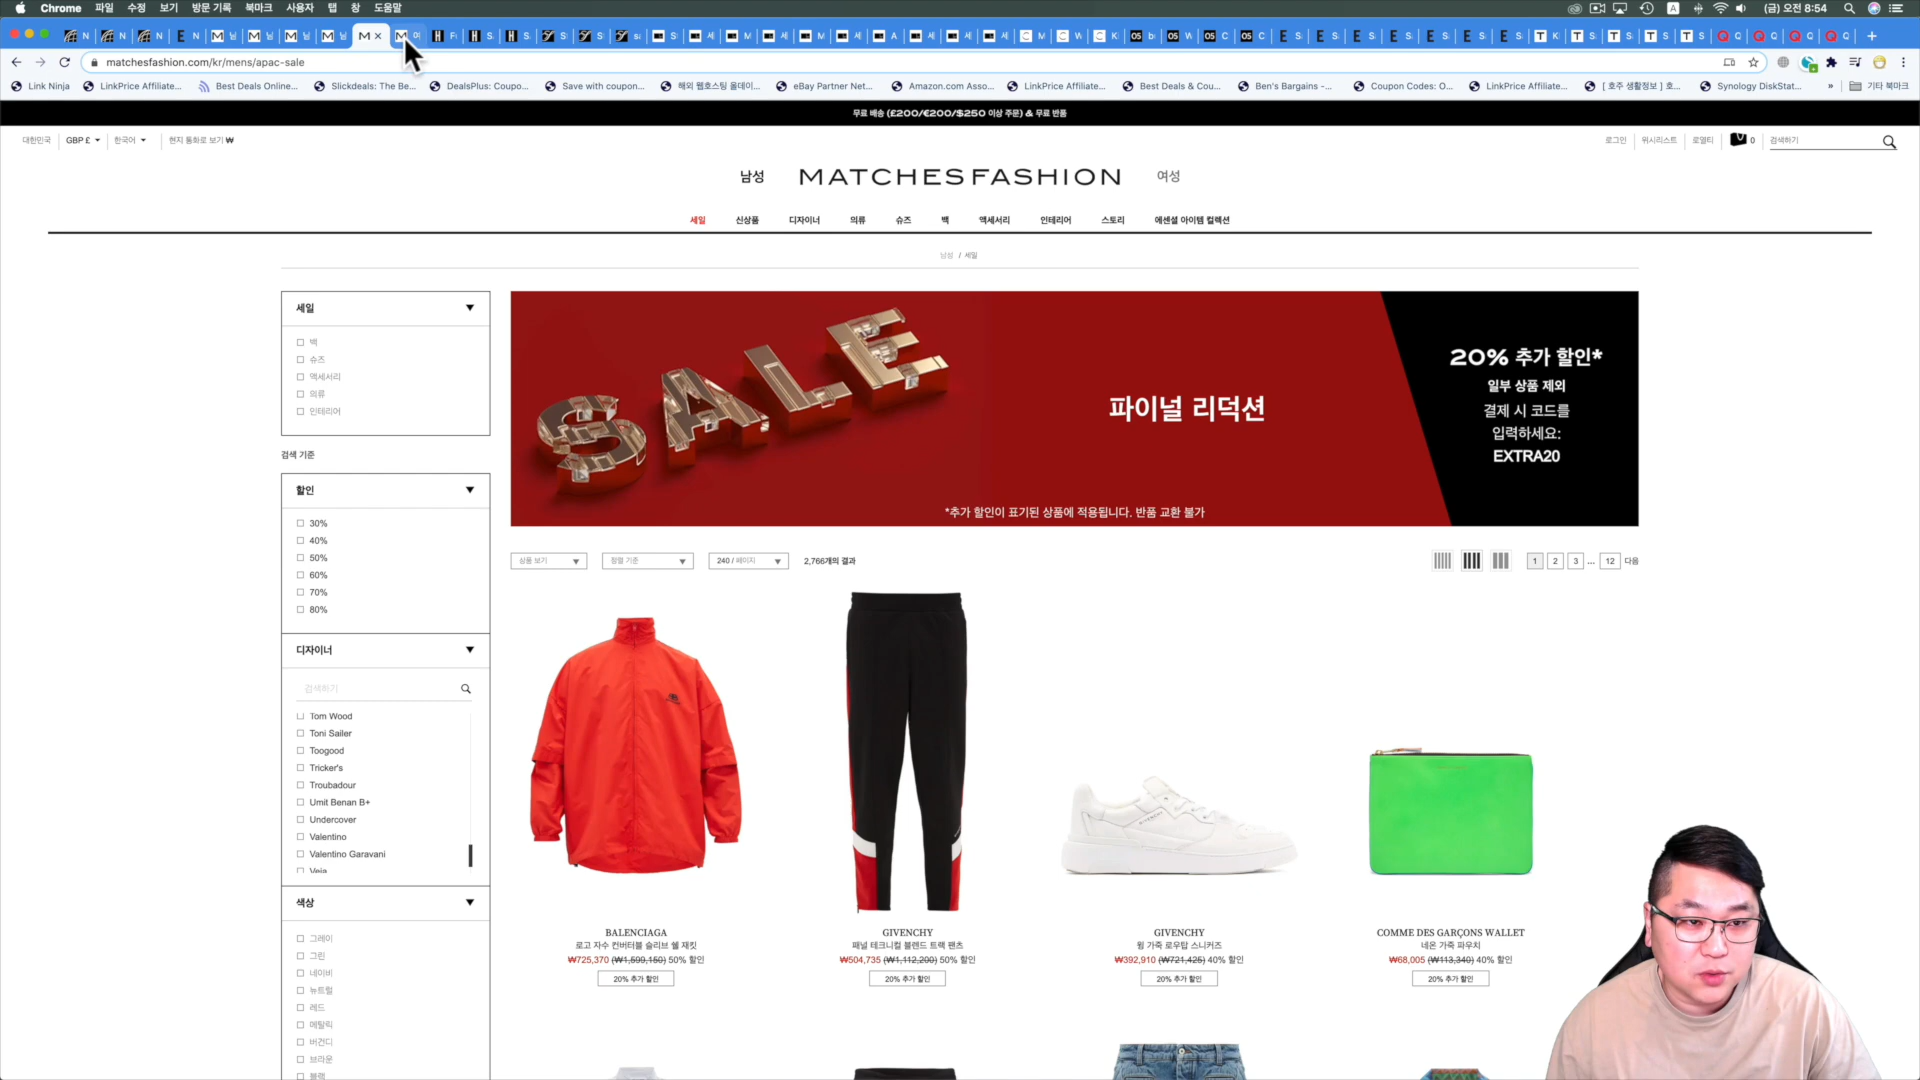 Chrome 파일 수정 보기 방문 기록 북마크 사용자 탭 창 도움말
(금) 오전 8:54
matchesfashion.com/kr/mens/apac-sale
Link Ninja LinkPrice Affiliate... Best Deals Online... Slickdeals: The Be... DealsPlus: Coupo... Save with coupon... 해외 웹호스팅 올데이... eBay Partner Net... Amazon.com Asso... LinkPrice Affiliate... Best Deals & Cou... Ben's Bargains -... Coupon Codes: O... LinkPrice Affiliate... [ 호주 생활정보 ] 호... Synology DiskStat... » 기타 북마크
무료 배송 (£200/€200/$250 이상 주문) & 무료 반품
대한민국 GBP £ 한국어 현지 통화로 보기 ₩
로그인 위시리스트 로열티 0 검색하기
남성 MATCHESFASHION 여성
세일 신상품 디자이너 의류 슈즈 백 액세서리 인테리어 스토리 에센셜 아이템 컬렉션
남성 / 세일
세일
백
슈즈
액세서리
의류
인테리어
검색 기준
할인
30%
40%
50%
60%
70%
80%
디자이너
검색하기
Tom Wood
Toni Sailer
Toogood
Tricker's
Troubadour
Umit Benan B+
Undercover
Valentino
Valentino Garavani
Veja
색상
그레이
그린
네이비
뉴트럴
레드
메탈릭
버건디
브라운
블랙
SALE
파이널 리덕션
20% 추가 할인*
일부 상품 제외
결제 시 코드를
입력하세요:
EXTRA20
*추가 할인이 표기된 상품에 적용됩니다. 반품 교환 불가
상품 보기 정렬 기준 240 / 페이지 2,766개의 결과
1 2 3 ... 12 다음
BALENCIAGA
로고 자수 컨버터블 슬리브 쉘 재킷
₩725,370 (₩1,599,150) 50% 할인
20% 추가 할인
GIVENCHY
패널 테크니컬 블렌드 트랙 팬츠
₩504,735 (₩1,112,200) 50% 할인
20% 추가 할인
GIVENCHY
윙 가죽 로우탑 스니커즈
₩392,910 (₩721,425) 40% 할인
20% 추가 할인
COMME DES GARÇONS WALLET
네온 가죽 파우치
₩68,005 (₩113,340) 40% 할인
20% 추가 할인